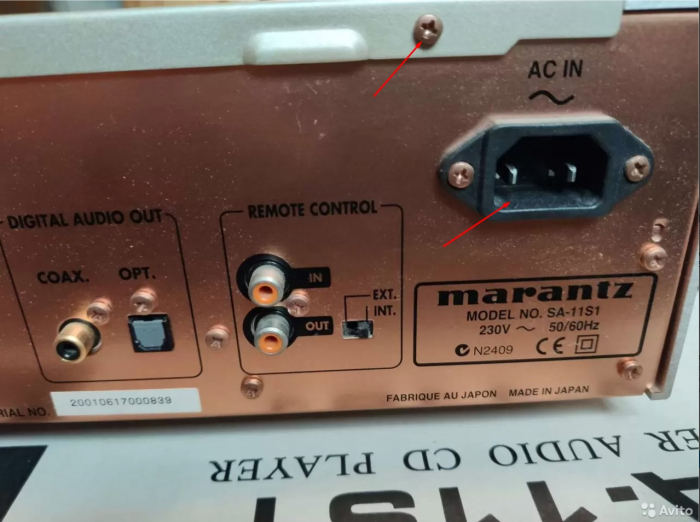 AC IN
DIGITAL AUDIO OUT
COAX.
OPT.
REMOTE CONTROL
IN
OUT
EXT.
INT.
marantz
MODEL NO. SA-11S1
230V ~ 50/60Hz
N2409 CE
RIAL NO. 20010617000839
FABRIQUE AU JAPON MADE IN JAPAN
ER AUDIO CD PLAYER
A-11S1
Avito